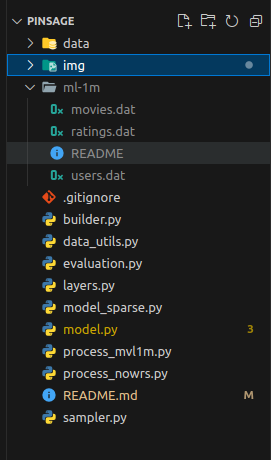 PINSAGE
data
img
ml-1m
movies.dat
ratings.dat
README
users.dat
.gitignore
builder.py
data_utils.py
evaluation.py
layers.py
model_sparse.py
model.py 3
process_mvl1m.py
process_nowrs.py
README.md M
sampler.py